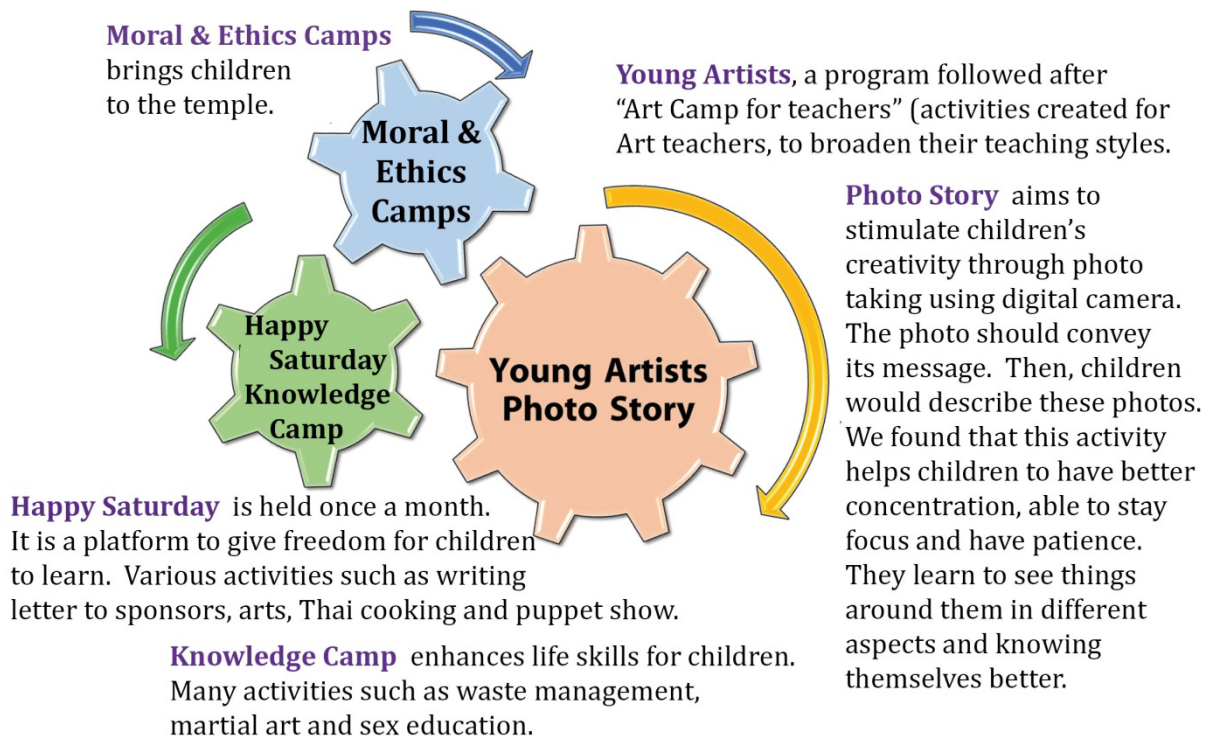 Moral & Ethics Camps
brings children
to the temple.
Moral &
Ethics
Camps
Young Artists, a program followed after
“Art Camp for teachers” (activities created for
Art teachers, to broaden their teaching styles.
Happy
Saturday
Knowledge
Camp
Young Artists
Photo Story
Photo Story aims to
stimulate children’s
creativity through photo
taking using digital camera.
The photo should convey
its message. Then, children
would describe these photos.
We found that this activity
helps children to have better
concentration, able to stay
focus and have patience.
They learn to see things
around them in different
aspects and knowing
themselves better.
Happy Saturday is held once a month.
It is a platform to give freedom for children
to learn. Various activities such as writing
letter to sponsors, arts, Thai cooking and puppet show.
Knowledge Camp enhances life skills for children.
Many activities such as waste management,
martial art and sex education.